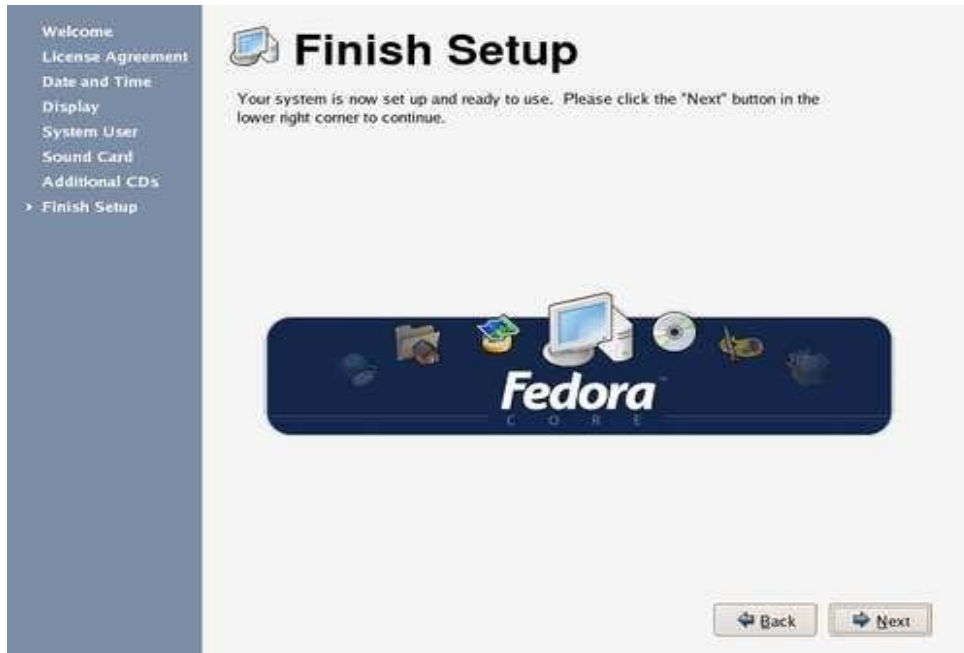 Welcome
License Agreement
Date and Time
Display
System User
Sound Card
Additional CDs
› Finish Setup
Finish Setup
Your system is now set up and ready to use. Please click the "Next" button in the
lower right corner to continue.
Fedora™
CORE
Back
Next